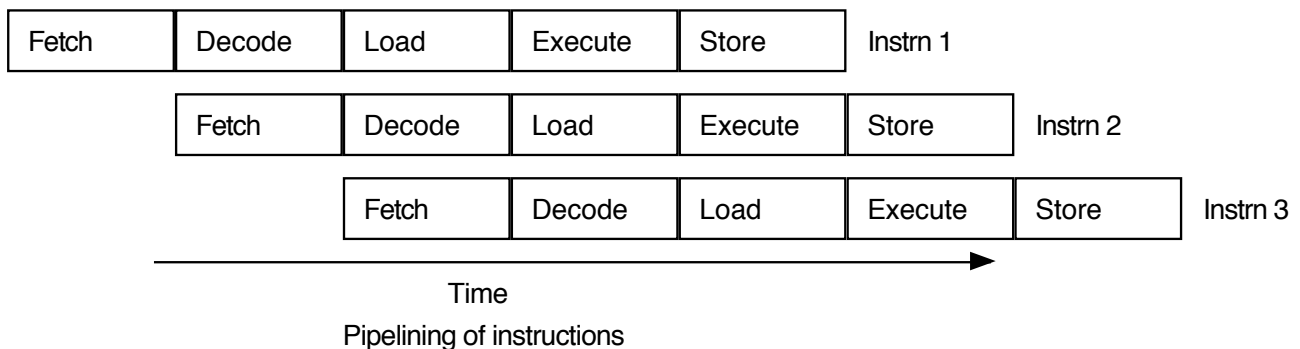 Fetch Decode Load Execute Store Instrn 1
Fetch Decode Load Execute Store Instrn 2
Fetch Decode Load Execute Store Instrn 3
Time
Pipelining of instructions